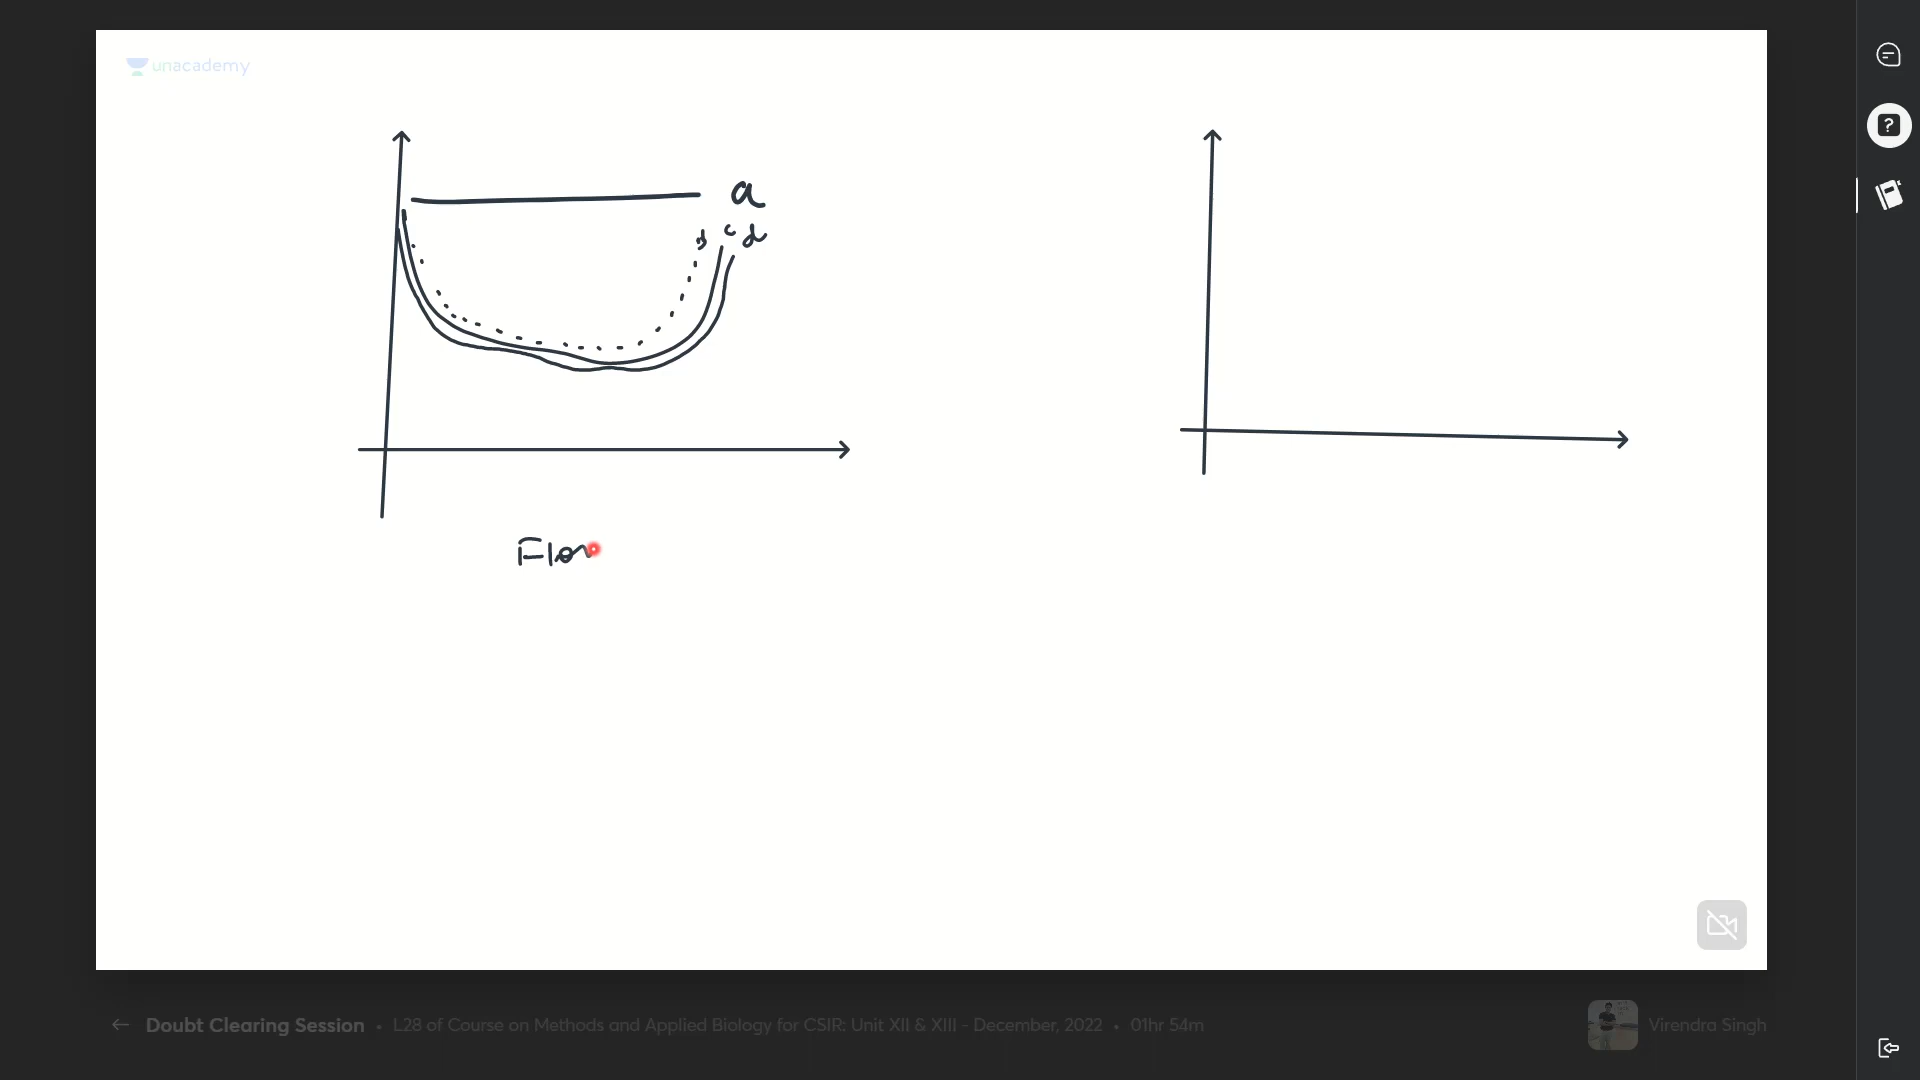 unacademy
a
b c d
Flow
Doubt Clearing Session • L28 of Course on Methods and Applied Biology for CSIR: Unit XII & XIII - December, 2022 • 01hr 54m
Virendra Singh